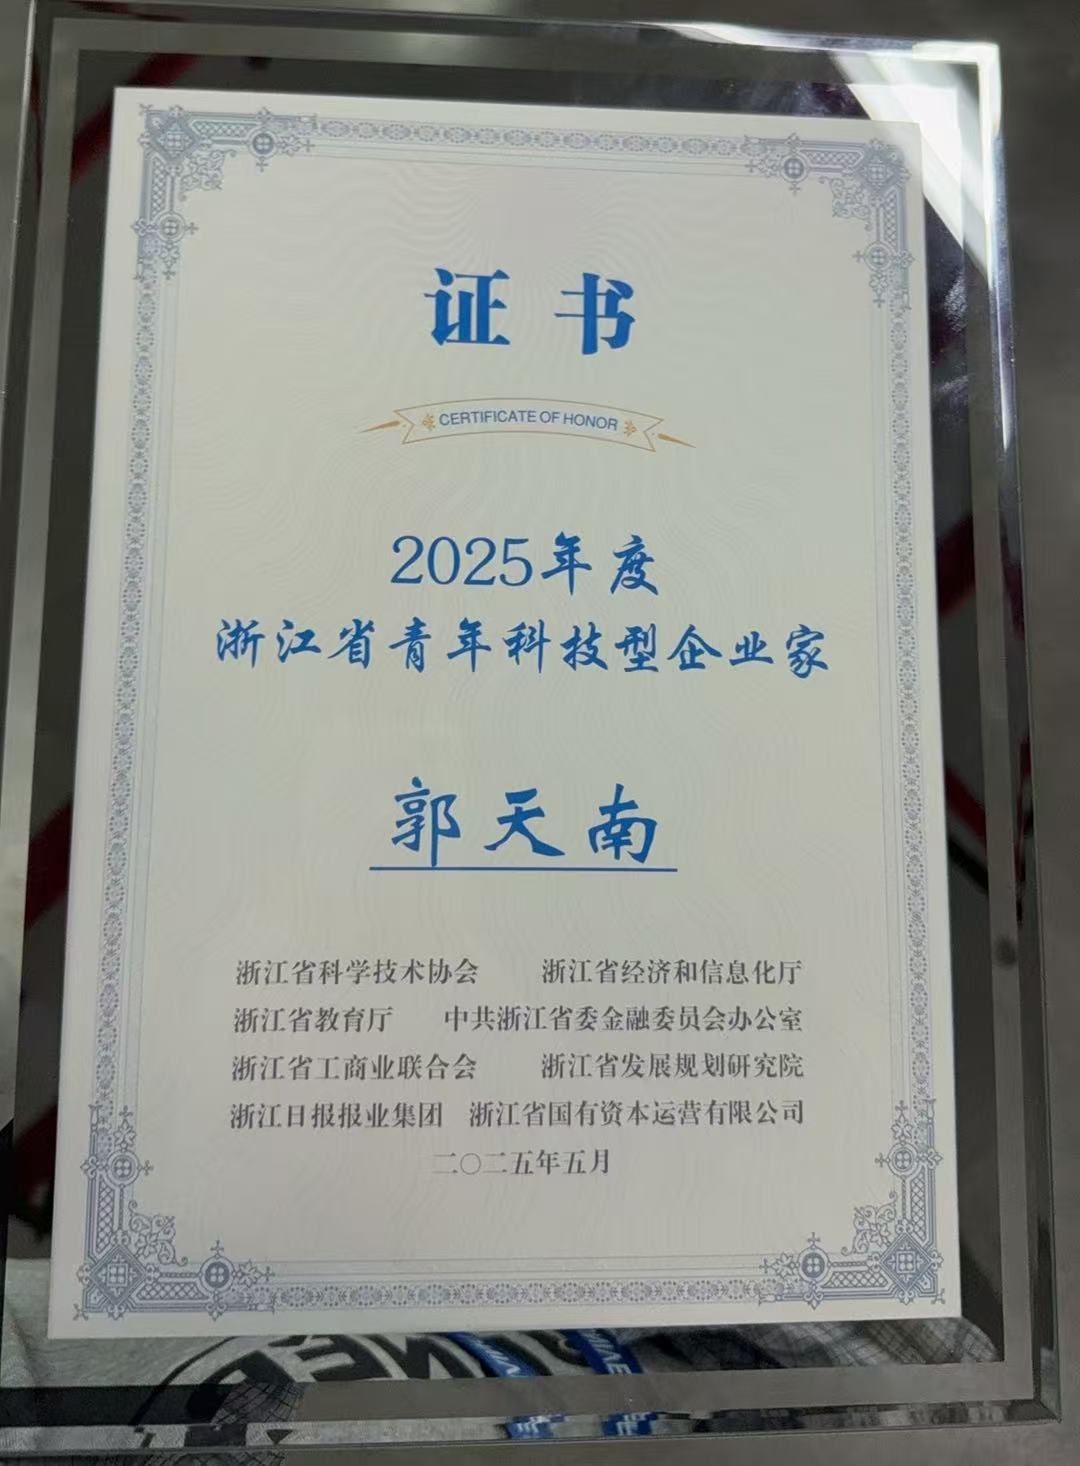 证书
CERTIFICATE OF HONOR
2025年度
浙江省青年科技型企业家
郭天南
浙江省科学技术协会 浙江省经济和信息化厅
浙江省教育厅 中共浙江省委金融委员会办公室
浙江省工商业联合会 浙江省发展规划研究院
浙江日报报业集团 浙江省国有资本运营有限公司
二〇二五年五月